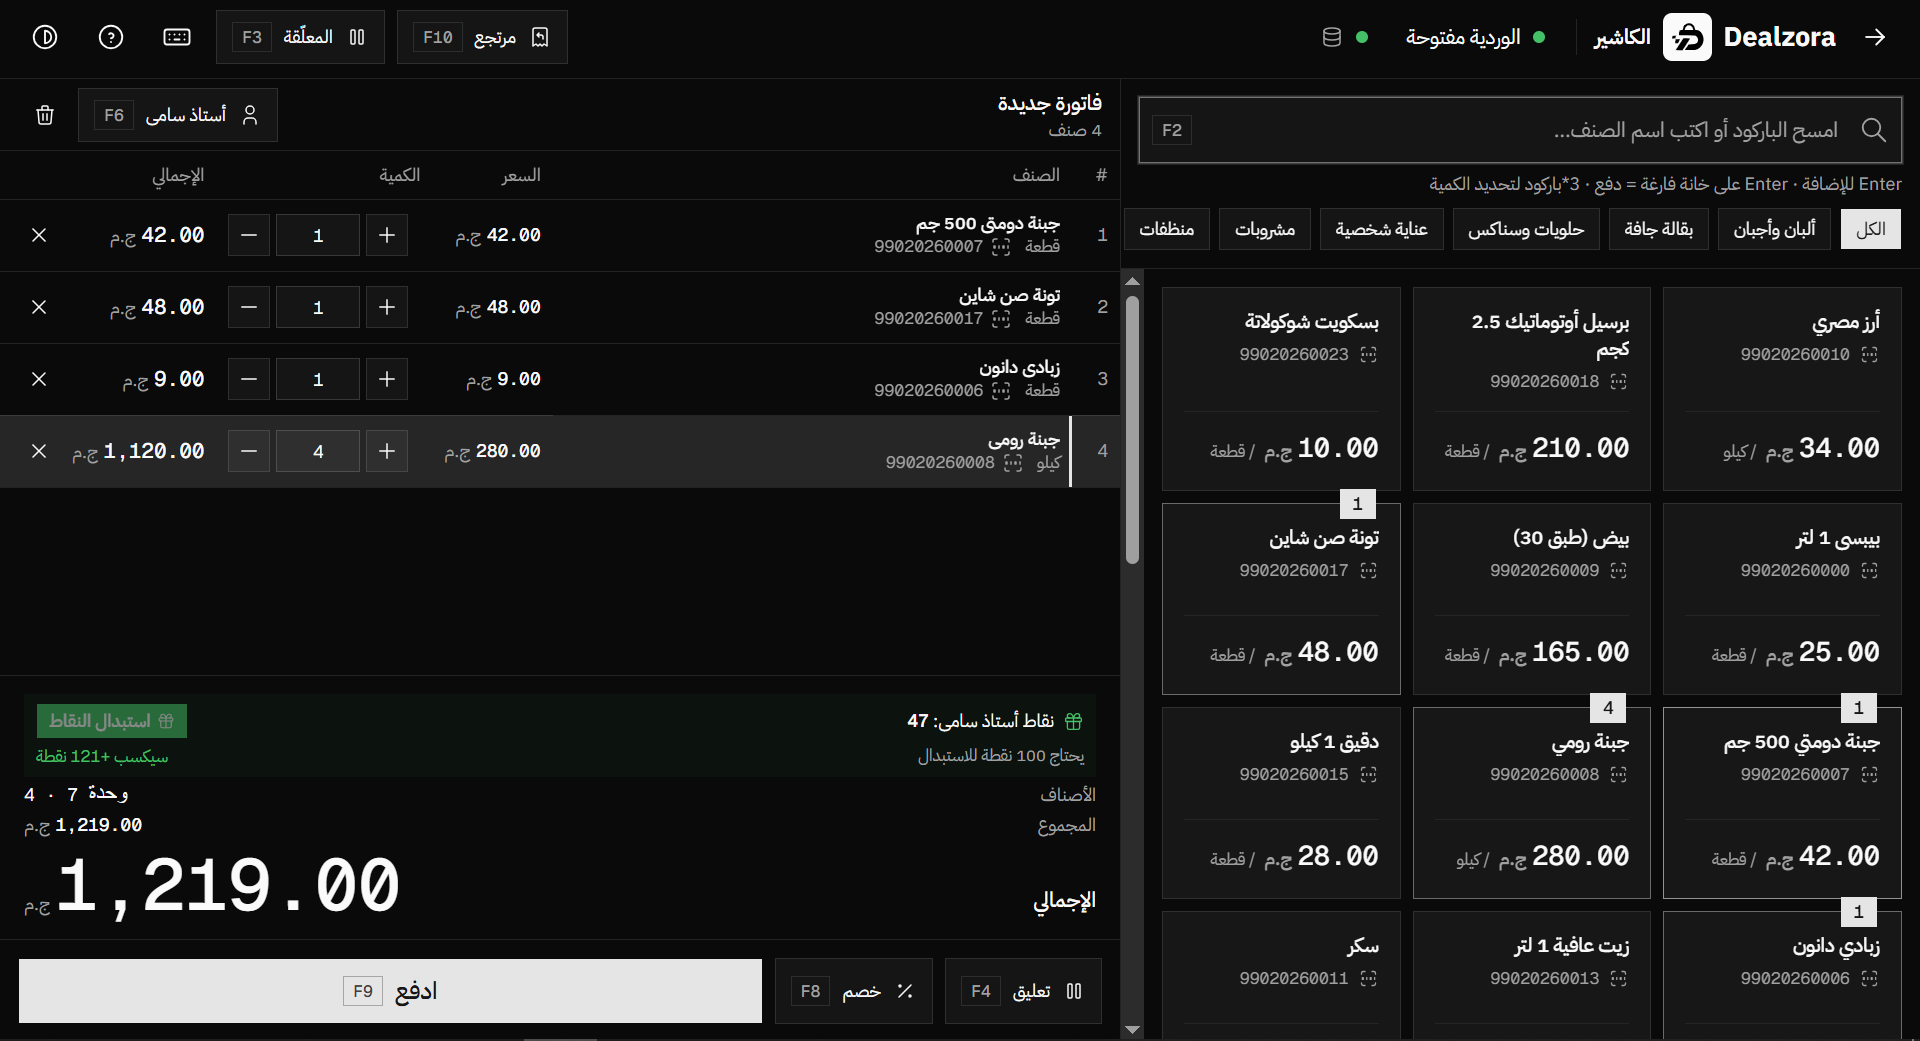 Dealzora
الكاشير
الوردية مفتوحة
مرتجع F10
المعلّقة F3
امسح الباركود أو اكتب اسم الصنف... F2
Enter للإضافة · Enter على خانة فارغة = دفع · 3*باركود لتحديد الكمية
الكل
ألبان وأجبان
بقالة جافة
حلويات وسناكس
عناية شخصية
مشروبات
منظفات
أرز مصري
99020260010
34.00 ج.م / كيلو
برسيل أوتوماتيك 2.5
كجم
99020260018
210.00 ج.م / قطعة
بسكويت شوكولاتة
99020260023
10.00 ج.م / قطعة
بيبسى 1 لتر
99020260000
25.00 ج.م / قطعة
بيض (طبق 30)
99020260009
165.00 ج.م / قطعة
1
تونة صن شاين
99020260017
48.00 ج.م / قطعة
1
جبنة دومتي 500 جم
99020260007
42.00 ج.م / قطعة
4
جبنة رومي
99020260008
280.00 ج.م / كيلو
دقيق 1 كيلو
99020260015
28.00 ج.م / قطعة
1
زبادي دانون
99020260006
زيت عافية 1 لتر
99020260013
سكر
99020260011
فاتورة جديدة
4 صنف
أستاذ سامى F6
# الصنف السعر الكمية الإجمالي
1 جبنة دومتى 500 جم 42.00 ج.م + 1 − 42.00 ج.م
قطعة 99020260007
2 تونة صن شاين 48.00 ج.م + 1 − 48.00 ج.م
قطعة 99020260017
3 زبادى دانون 9.00 ج.م + 1 − 9.00 ج.م
قطعة 99020260006
4 جبنة رومى 280.00 ج.م + 4 − 1,120.00 ج.م
كيلو 99020260008
نقاط أستاذ سامى: 47
استبدال النقاط
يحتاج 100 نقطة للاستبدال
سيكسب +121 نقطة
الأصناف 4 · 7 وحدة
المجموع 1,219.00 ج.م
الإجمالي 1,219.00 ج.م
تعليق F4
خصم F8
ادفع F9